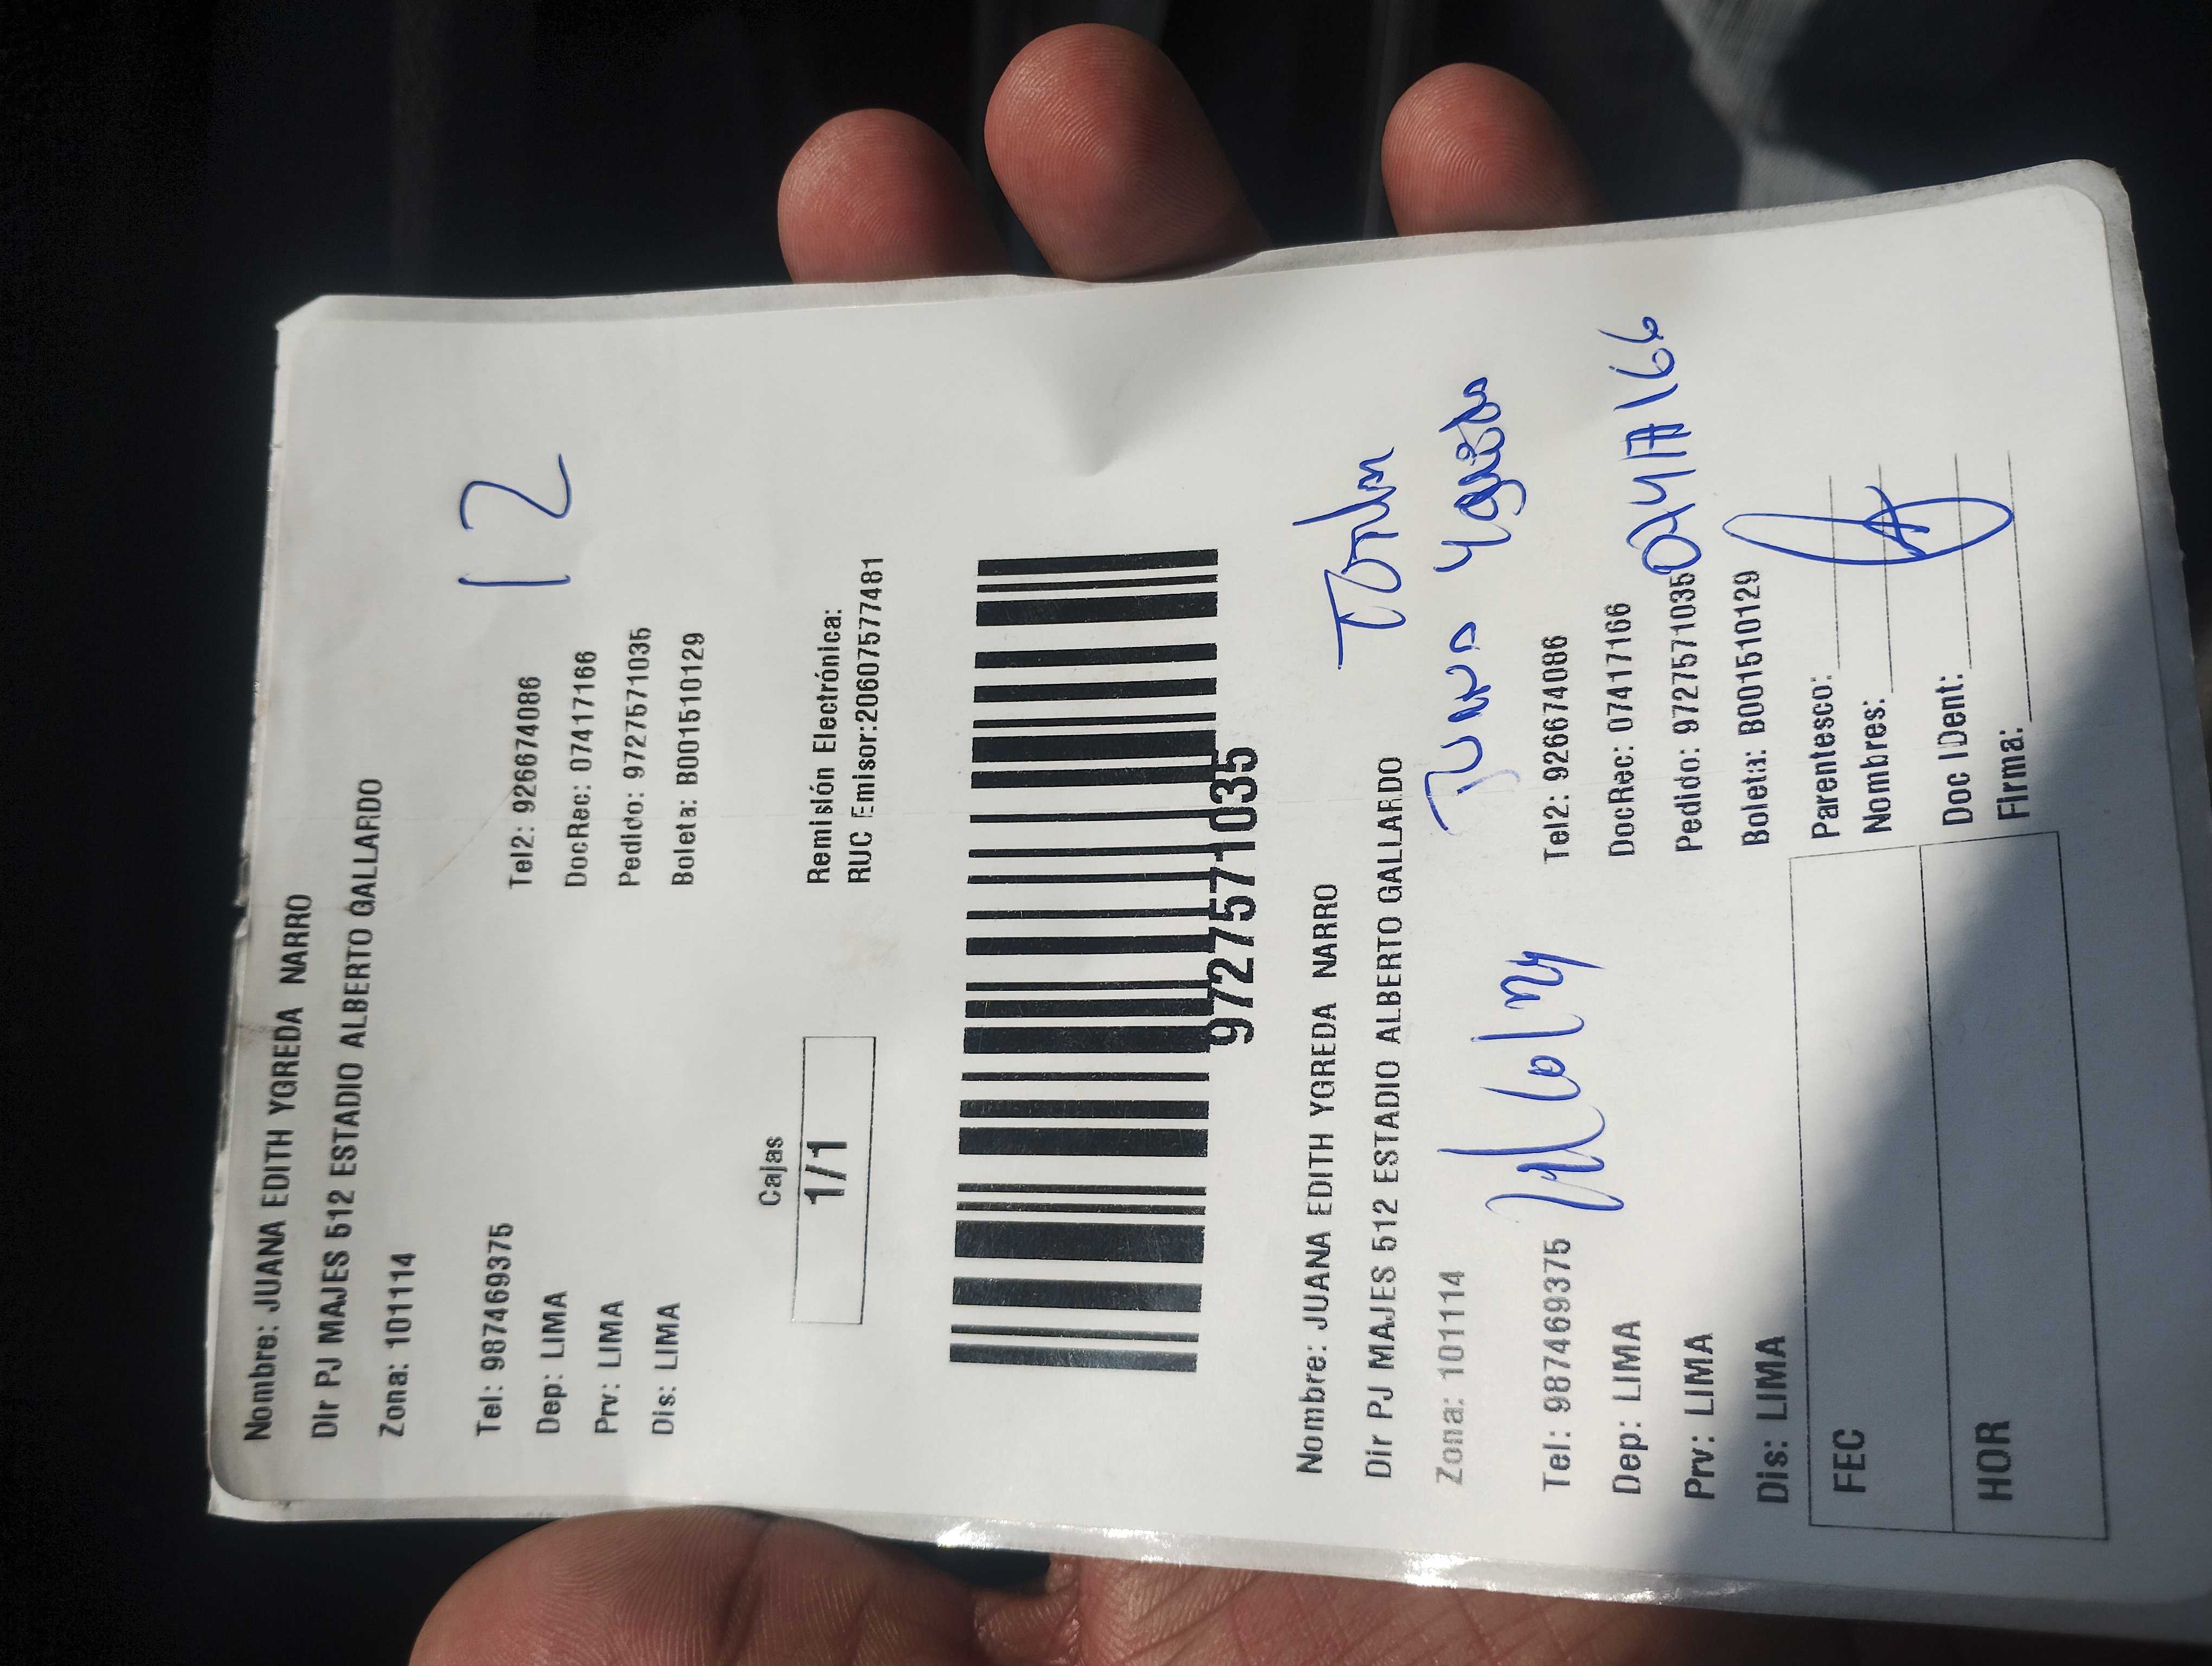 Nombre: JUANA EDITH YGREDA NARRO
Dir PJ MAJES 512 ESTADIO ALBERTO GALLARDO
Zona: 101114
12
Tel: 987469375 Tel2: 926674086
Dep: LIMA DocRec: 07417166
Prv: LIMA Pedido: 9727571035
Dis: LIMA Boleta: B001510129
Cajas
1/1
Remisión Electrónica:
RUC Emisor:20607577481
9727571035
Nombre: JUANA EDITH YGREDA NARRO
Dir PJ MAJES 512 ESTADIO ALBERTO GALLARDO
Zona: 101114
Juana Ygreda
Tel: 987469375 Tel2: 926674086
Dep: LIMA DocRec: 07417166
Prv: LIMA Pedido: 9727571035
Dis: LIMA Boleta: B001510129
FEC Parentesco:
Nombres:
HOR Doc IDent:
Firma: